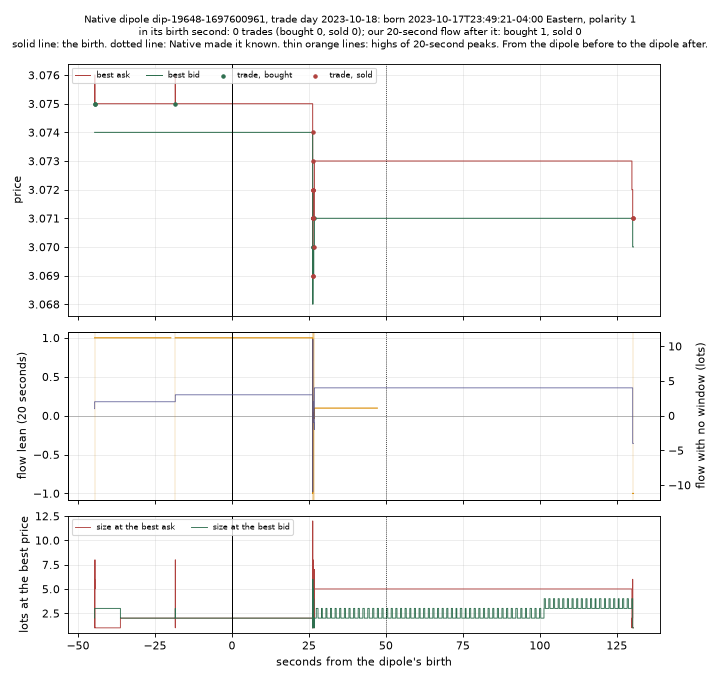 Native dipole dip-19648-1697600961, trade day 2023-10-18: born 2023-10-17T23:49:21-04:00 Eastern, polarity 1
in its birth second: 0 trades (bought 0, sold 0); our 20-second flow after it: bought 1, sold 0
solid line: the birth. dotted line: Native made it known. thin orange lines: highs of 20-second peaks. From the dipole before to the dipole after.
best ask best bid trade, bought trade, sold
3.076
3.075
3.074
3.073
3.072
3.071
3.070
3.069
3.068
price
1.0
0.5
0.0
−0.5
−1.0
flow lean (20 seconds)
10
5
0
−5
−10
flow with no window (lots)
size at the best ask size at the best bid
12.5
10.0
7.5
5.0
2.5
lots at the best price
−50 −25 0 25 50 75 100 125
seconds from the dipole's birth